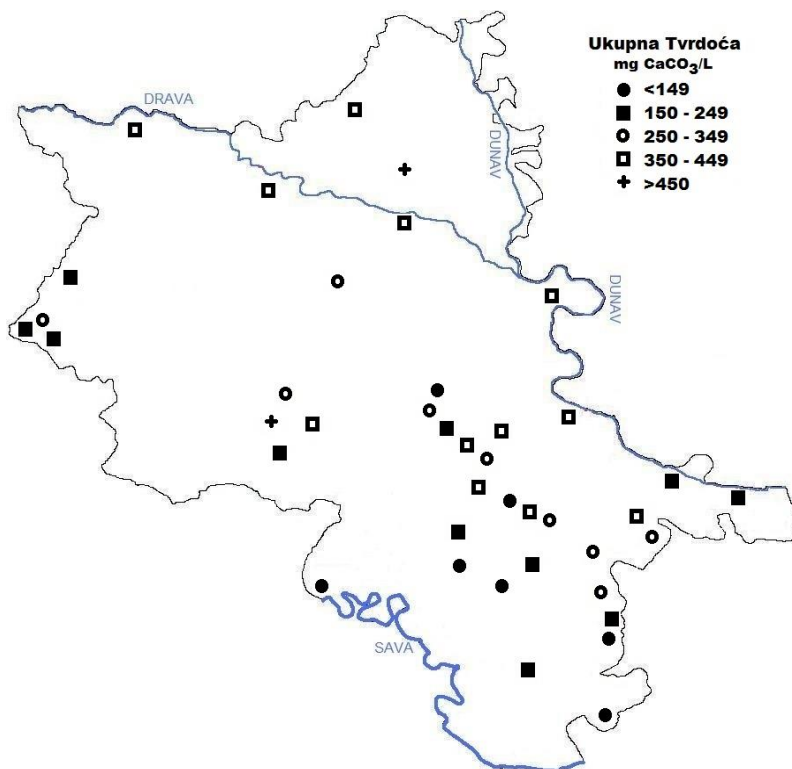 Ukupna Tvrdoća
mg CaCO₃/L
<149
150 - 249
250 - 349
350 - 449
>450
DRAVA
DUNAV
DUNAV
SAVA